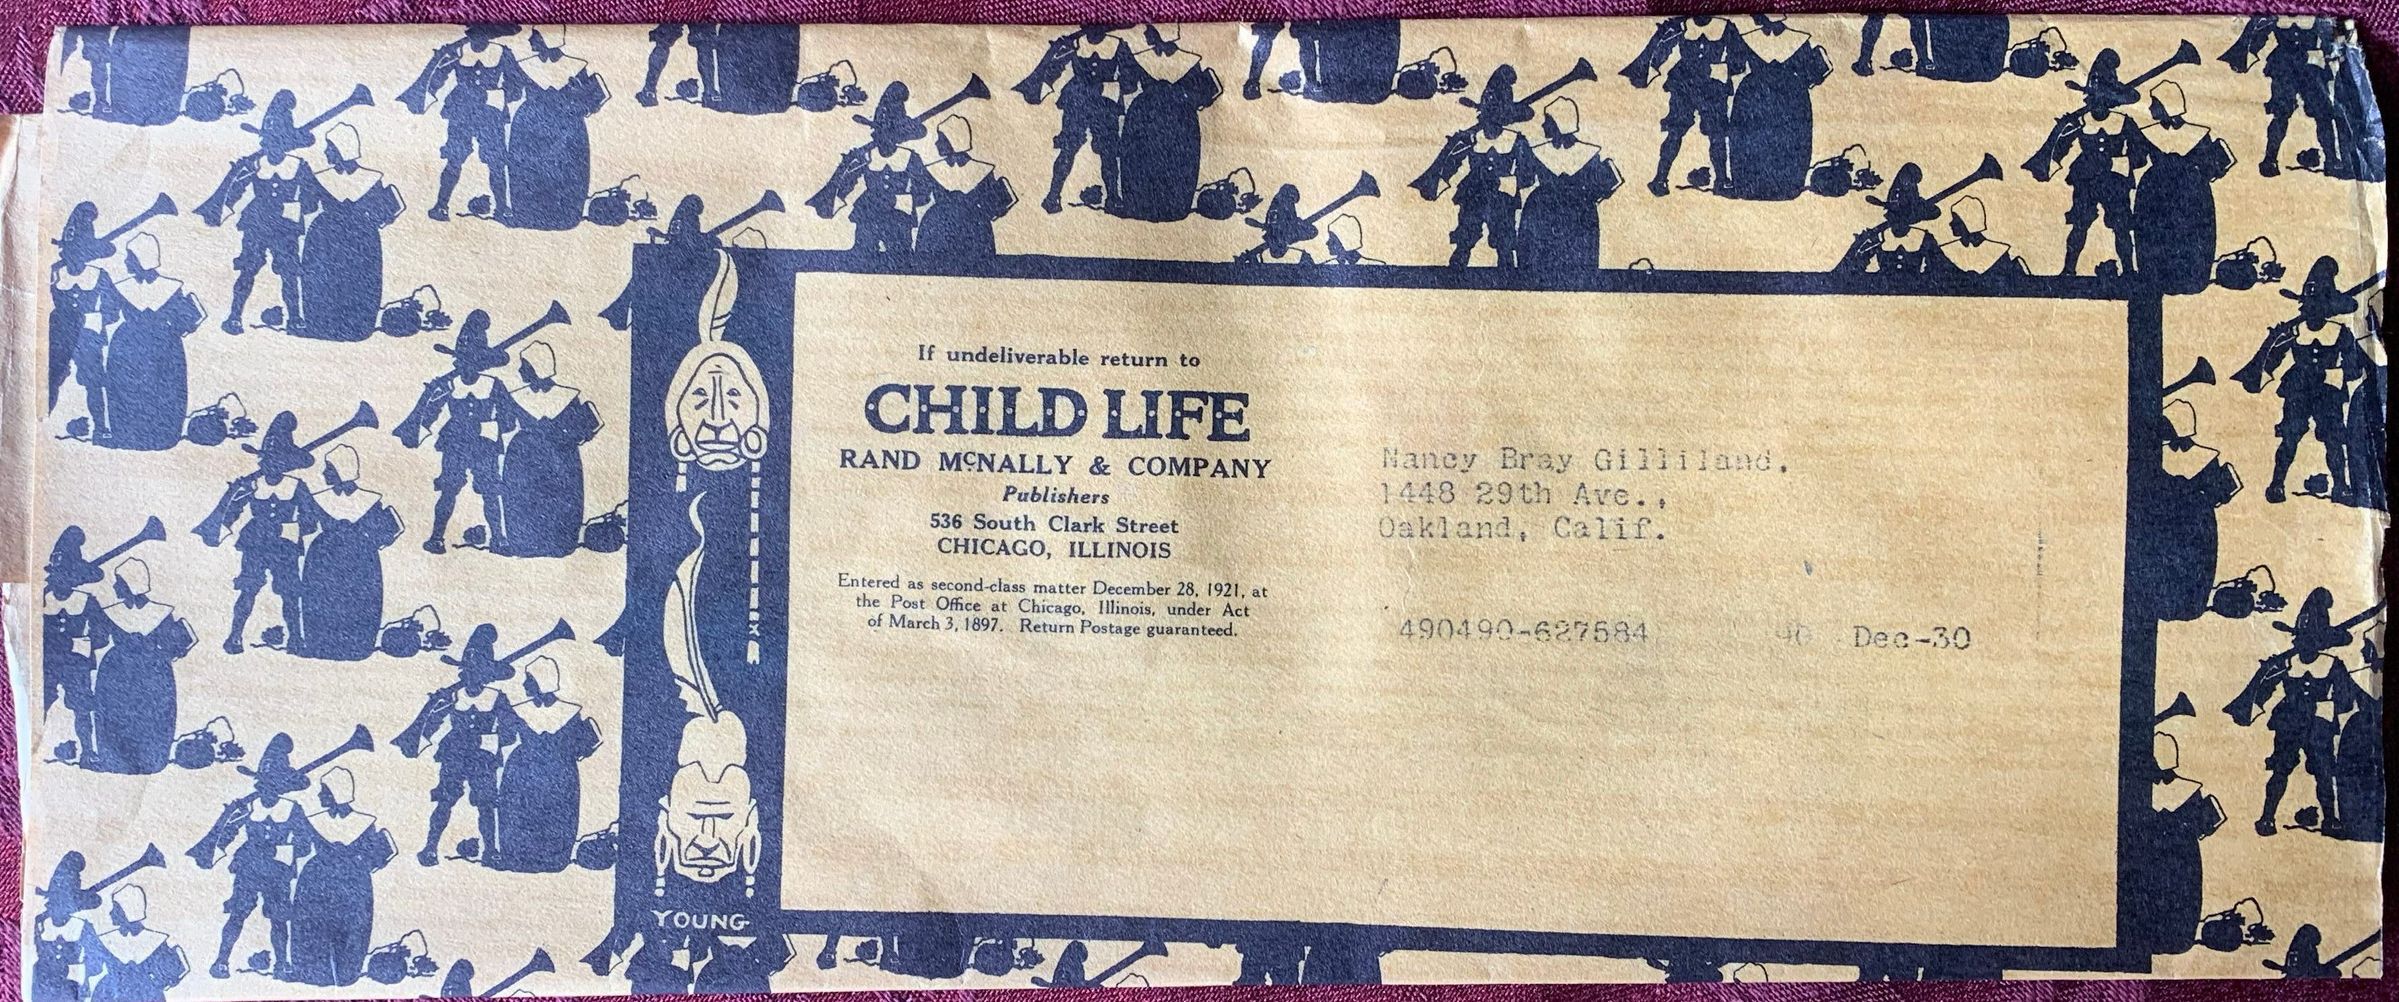 If undeliverable return to
CHILD LIFE
RAND McNALLY & COMPANY
Publishers
536 South Clark Street
CHICAGO, ILLINOIS
Entered as second-class matter December 28, 1921, at
the Post Office at Chicago, Illinois, under Act
of March 3, 1897. Return Postage guaranteed.
Nancy Bray Gilliland.
1448 29th Ave.,
Oakland, Calif.
490490-627584 Dec-30
YOUNG